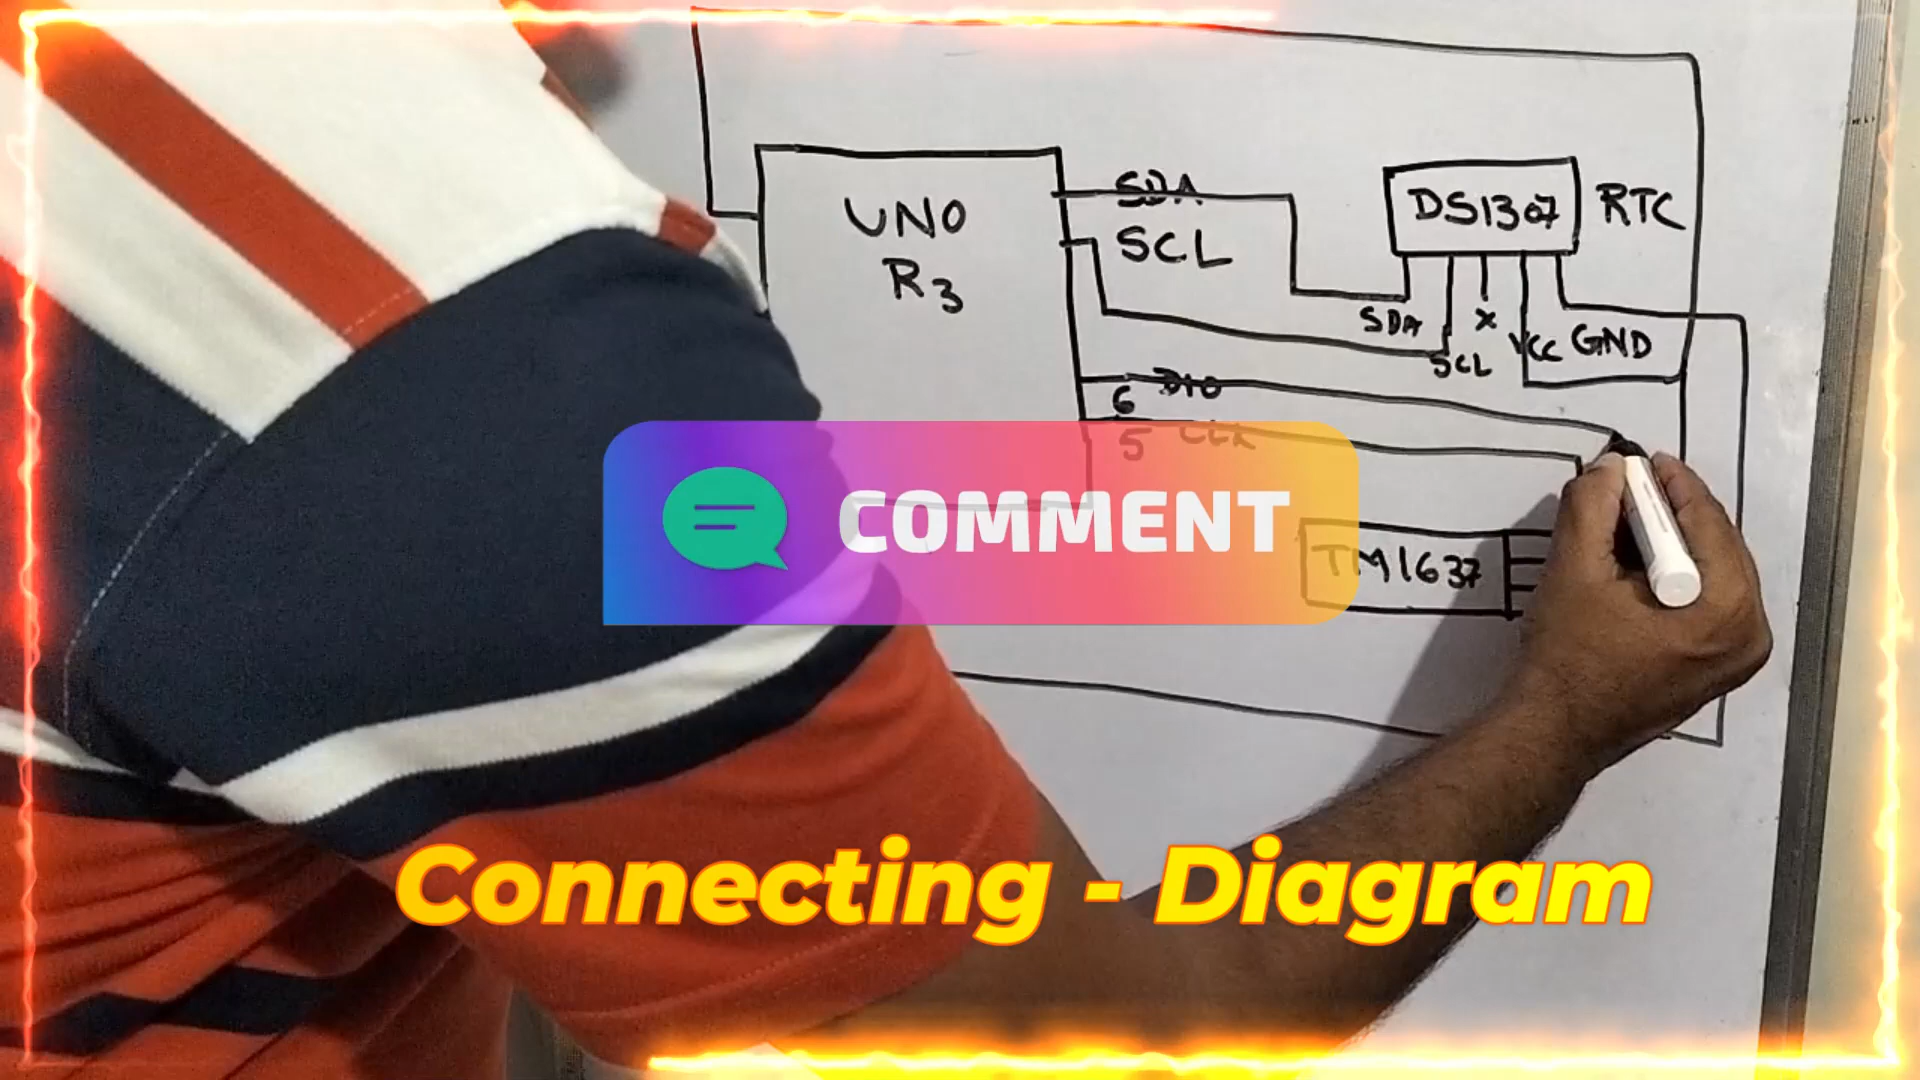 SDA
UNO
R3
SCL
DS1307
RTC
SDA
X
SCL
VCC
GND
6
DIO
5
CLK
COMMENT
TM1637
Connecting - Diagram